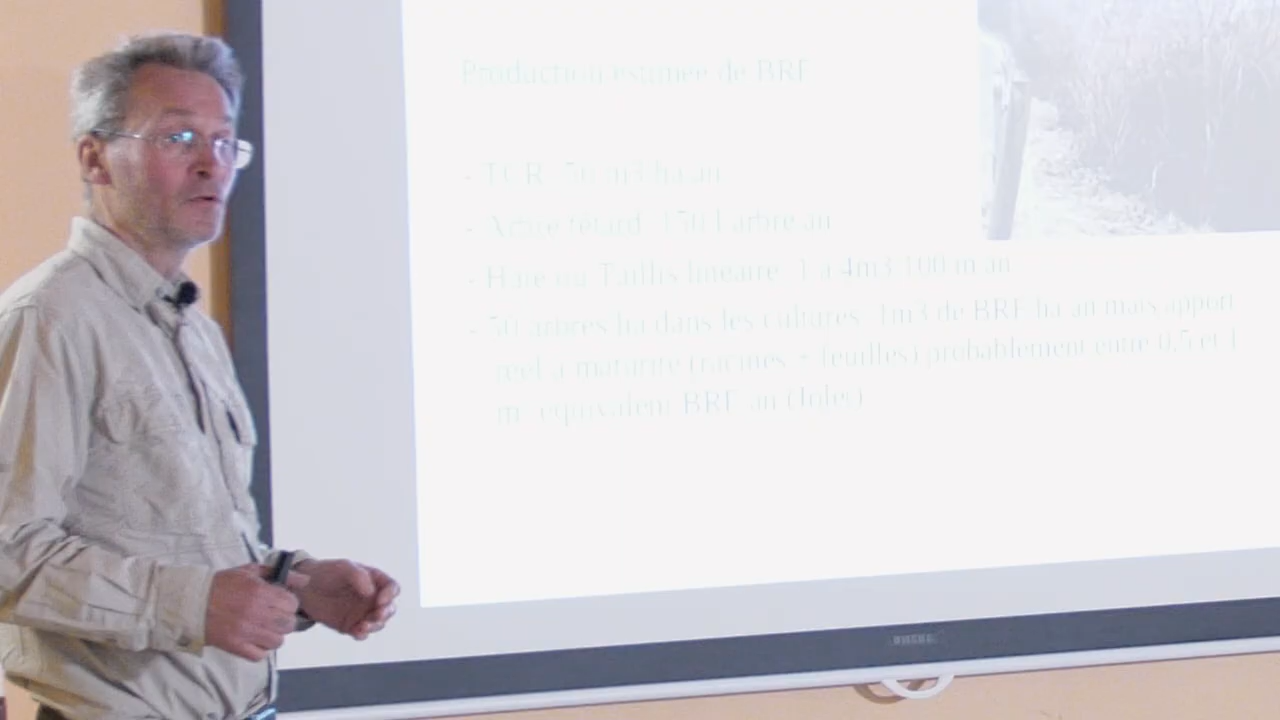 Production estimée de BRF
- TCR: 50 m3/ha/an
- Arbre têtard: 150 l/arbre/an
- Haie ou Taillis linéaire: 1 à 4m3/100 m/an
- 50 arbres/ha dans les cultures: 1m3 de BRF/ha/an mais apport
réel à maturité (racines + feuilles) probablement entre 0,5 et 1
équivalent BRF/an